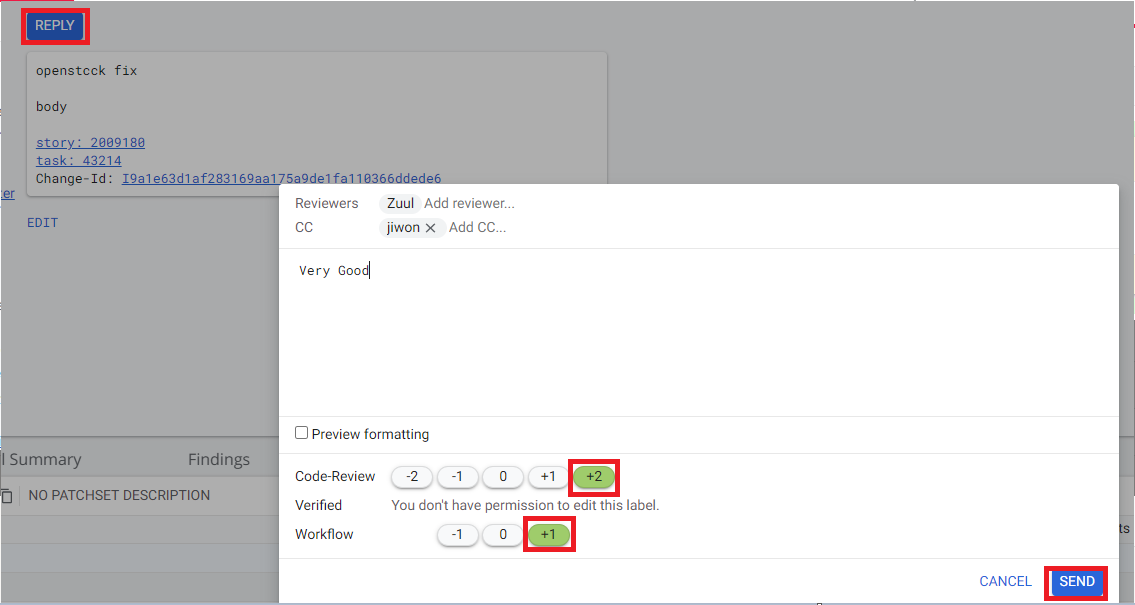 REPLY
openstcck fix
body
story: 2009180
task: 43214
Change-Id: I9a1e63d1af283169aa175a9de1fa110366ddede6
er
EDIT
Reviewers Zuul Add reviewer...
CC jiwon Add CC...
Very Good
Preview formatting
l Summary Findings
Code-Review -2 -1 0 +1 +2
NO PATCHSET DESCRIPTION
Verified You don't have permission to edit this label.
Workflow -1 0 +1
ts
CANCEL SEND